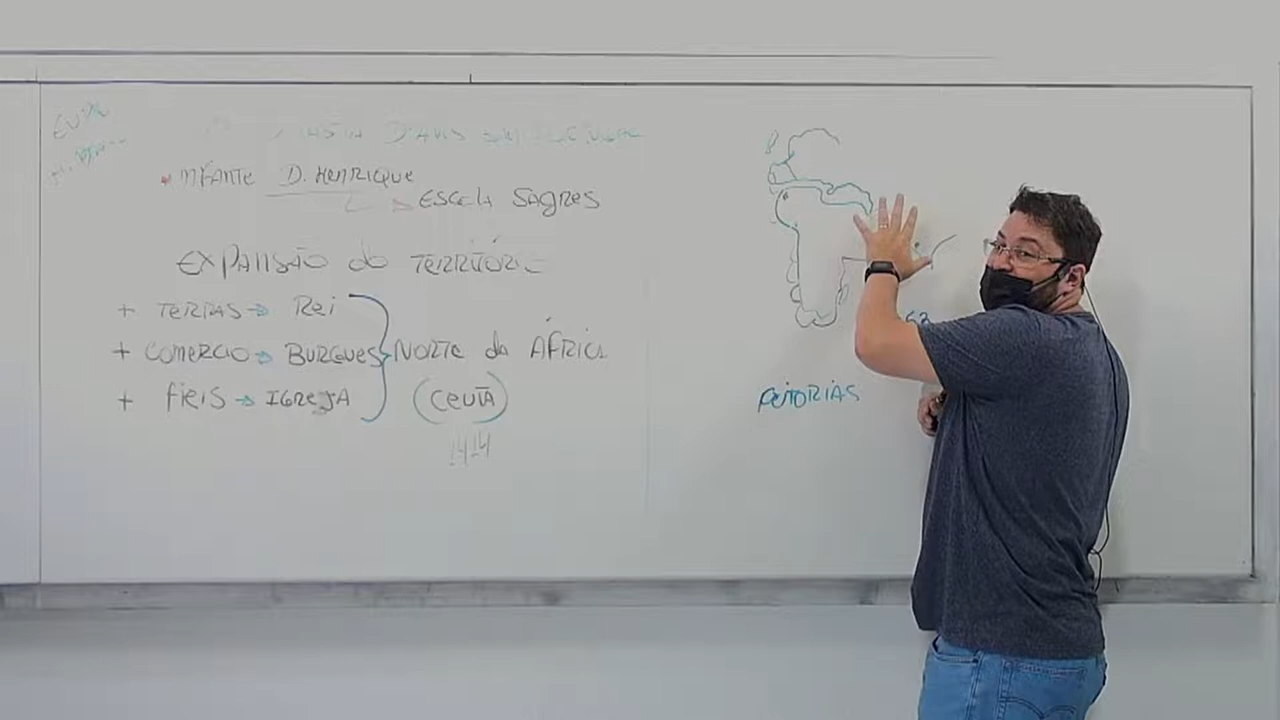 D'AVIS
INFANTE D. HENRIQUE
ESCOLA SAGRES
EXPANSÃO do TERRITÓRIO
+ TERRAS → Rei
+ COMERCIO → BURGUES
+ fieis → IGREJA
NORTE da ÁFRICA
(CEUTA)
1414
FEITORIAS